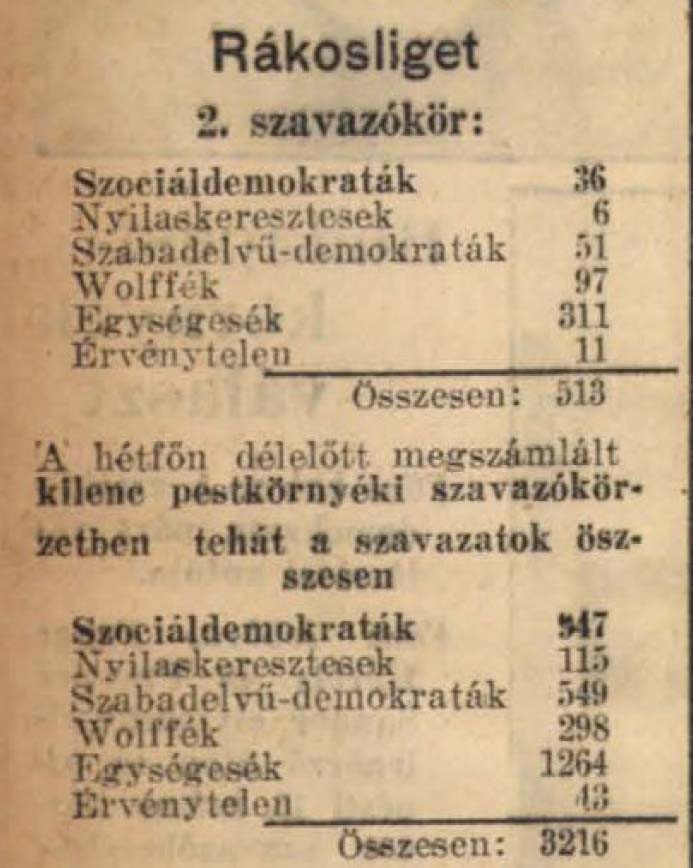 Rákosliget
2. szavazókör:
Szociáldemokraták 36
Nyilaskeresztesek 6
Szabadelvű-demokraták 51
Wolffék 97
Egységesék 311
Érvénytelen 11
Összesen: 513
'A hétfőn délelőtt megszámlált
kilenc pestkörnyéki szavazókör-
zetben tehát a szavazatok ösz-
szesen
Szociáldemokraták 947
Nyilaskeresztesek 115
Szabadelvű-demokraták 549
Wolffék 298
Egységesék 1264
Érvénytelen 43
Összesen: 3216